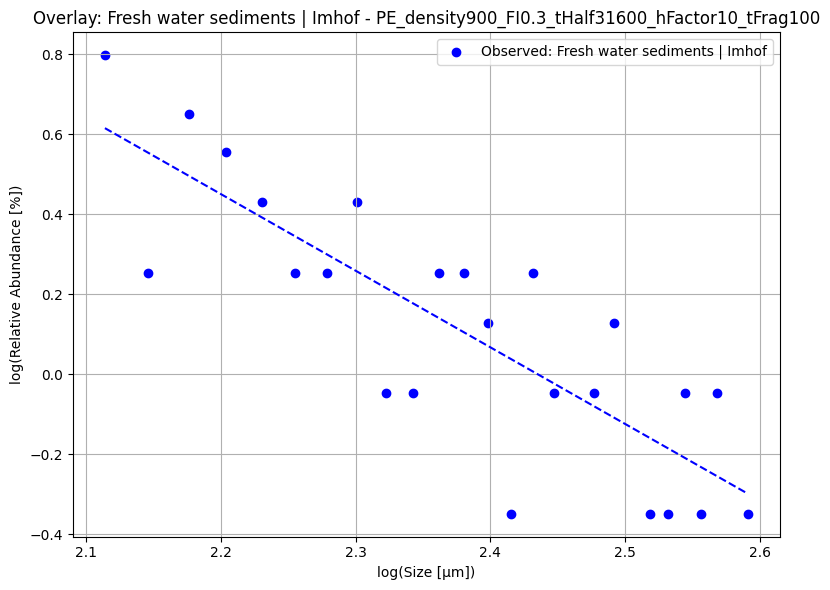 Overlay: Fresh water sediments | Imhof - PE_density900_FI0.3_tHalf31600_hFactor10_tFrag100
Observed: Fresh water sediments | Imhof
log(Relative Abundance [%])
0.8
0.6
0.4
0.2
0.0
−0.2
−0.4
2.1 2.2 2.3 2.4 2.5 2.6
log(Size [μm])